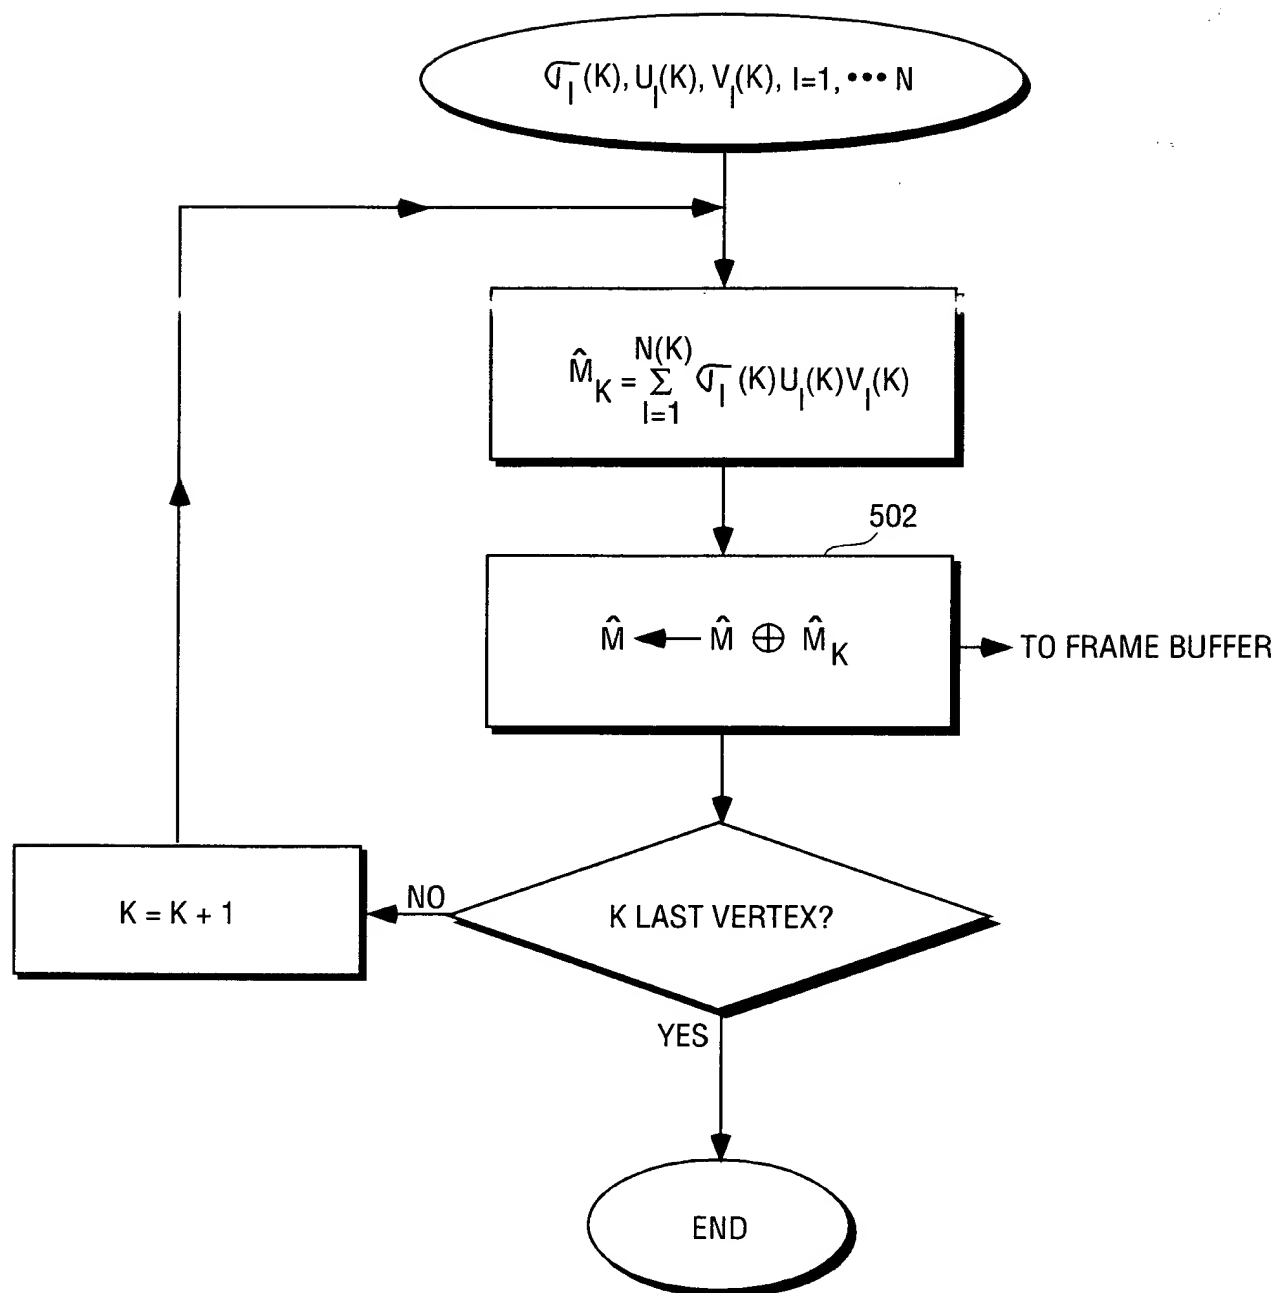 σ_I(K), U_I(K), V_I(K), I=1, ••• N
M̂_K = Σ_{I=1}^{N(K)} σ_I(K) U_I(K) V_I(K)
502
M̂ ← M̂ ⊕ M̂_K
TO FRAME BUFFER
K LAST VERTEX?
NO
K = K + 1
YES
END